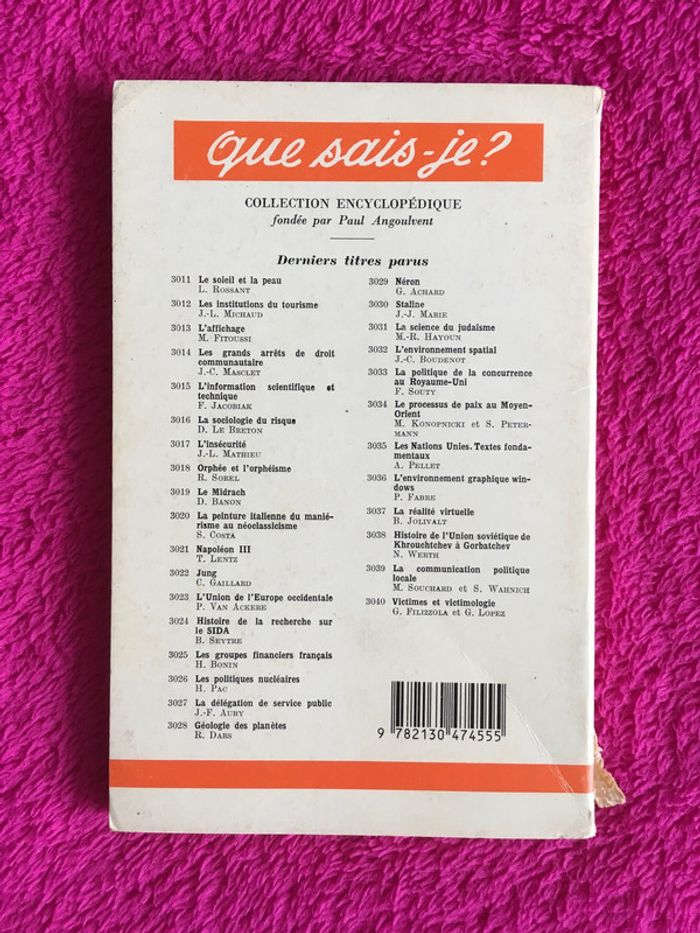 Que sais-je?
COLLECTION ENCYCLOPÉDIQUE
fondée par Paul Angoulvent
Derniers titres parus
3011 Le soleil et la peau
L. ROSSANT
3012 Les institutions du tourisme
J.-L. MICHAUD
3013 L'affichage
M. FITOUSSI
3014 Les grands arrêts de droit
communautaire
J.-C. MASCLET
3015 L'information scientifique et
technique
F. JACOBIAK
3016 La sociologie du risque
D. LE BRETON
3017 L'insécurité
J.-L. MATHIEU
3018 Orphée et l'orphéisme
R. SOREL
3019 Le Midrach
D. BANON
3020 La peinture italienne du manié-
risme au néoclassicisme
S. COSTA
3021 Napoléon III
T. LENTZ
3022 Jung
C. GAILLARD
3023 L'Union de l'Europe occidentale
P. VAN ACKERE
3024 Histoire de la recherche sur
le SIDA
B. SEYTRE
3025 Les groupes financiers français
H. BONIN
3026 Les politiques nucléaires
H. PAC
3027 La délégation de service public
J.-F. AUBY
3028 Géologie des planètes
R. DARS
3029 Néron
G. ACHARD
3030 Staline
J.-J. MARIE
3031 La science du judaïsme
M.-R. HAYOUN
3032 L'environnement spatial
J.-C. BOUDENOT
3033 La politique de la concurrence
au Royaume-Uni
F. SOUTY
3034 Le processus de paix au Moyen-
Orient
M. KONOPNICKI et S. PETER-
MANN
3035 Les Nations Unies. Textes fonda-
mentaux
A. PELLET
3036 L'environnement graphique win-
dows
P. FABRE
3037 La réalité virtuelle
B. JOLIVALT
3038 Histoire de l'Union soviétique de
Khrouchtchev à Gorbatchev
N. WERTH
3039 La communication politique
locale
M. SOUCHARD et S. WAHNICH
3040 Victimes et victimologie
G. FILIZZOLA et G. LOPEZ
9 782130 474555